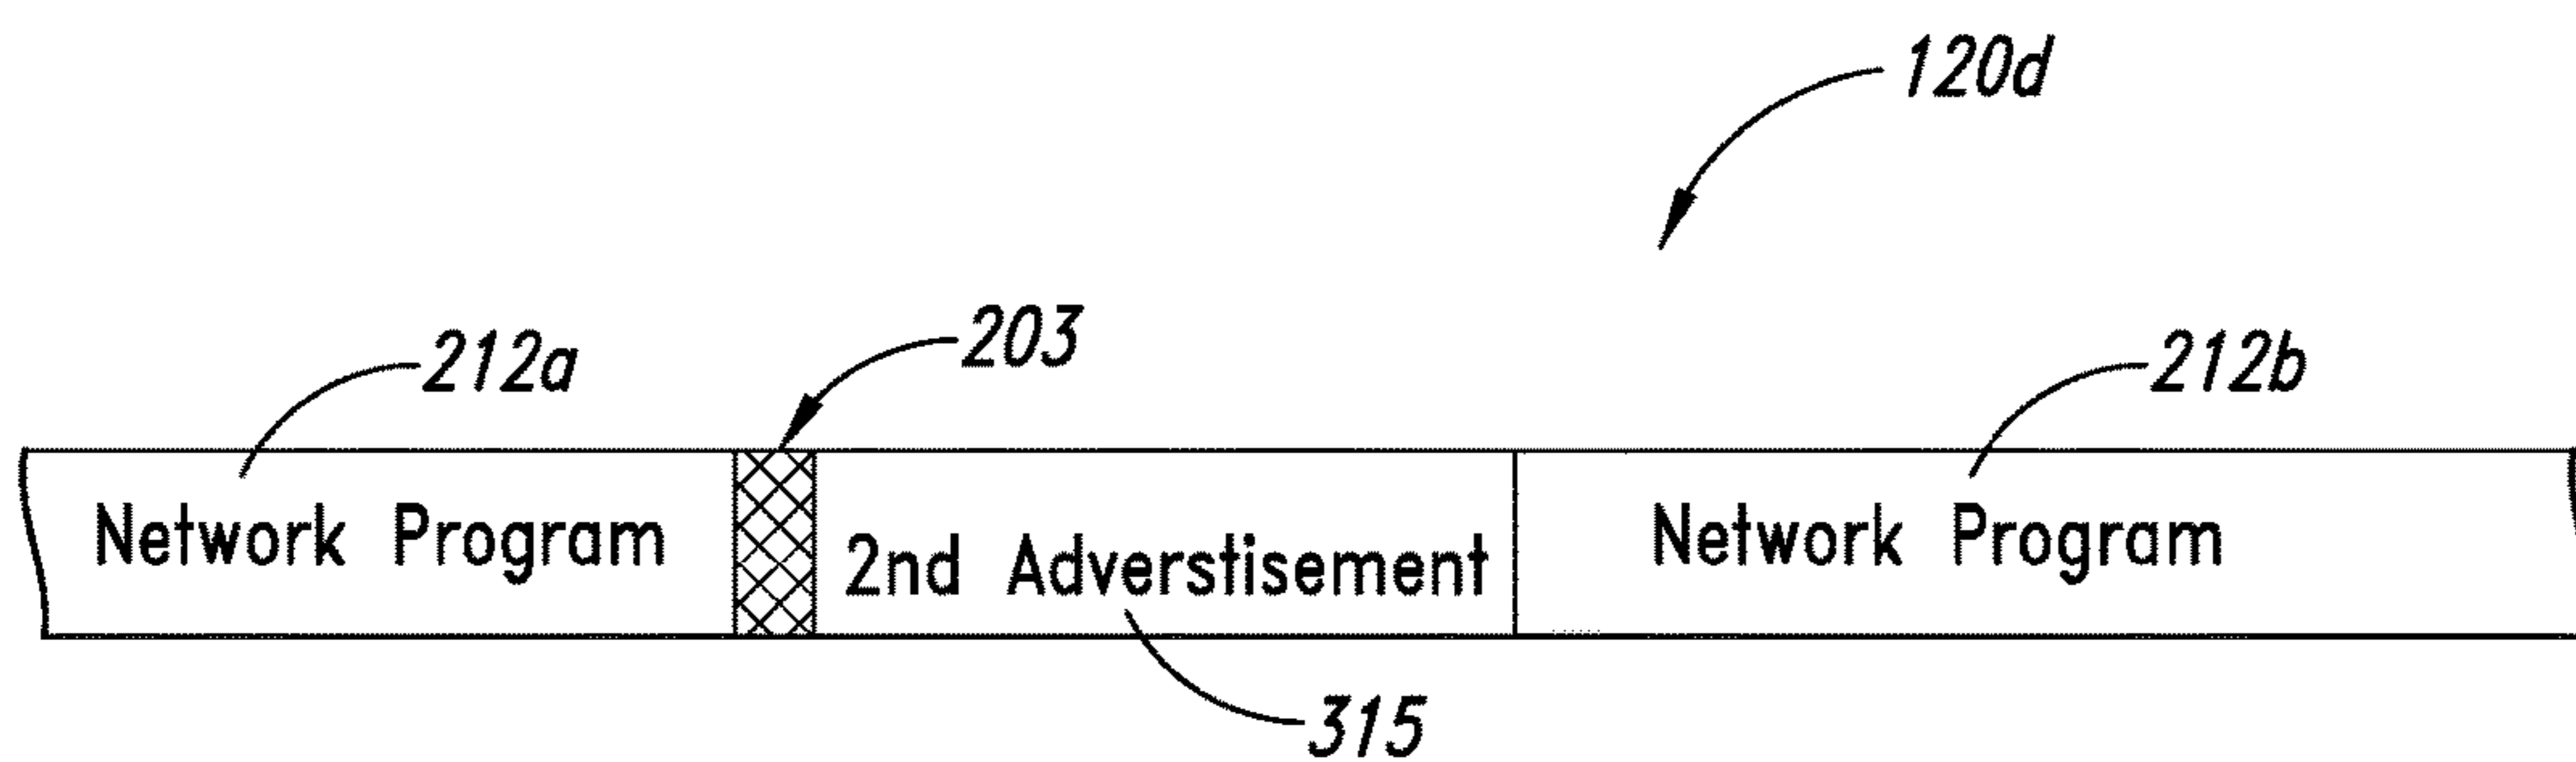 120d
203
212a
212b
Network Program
2nd Adverstisement
Network Program
315